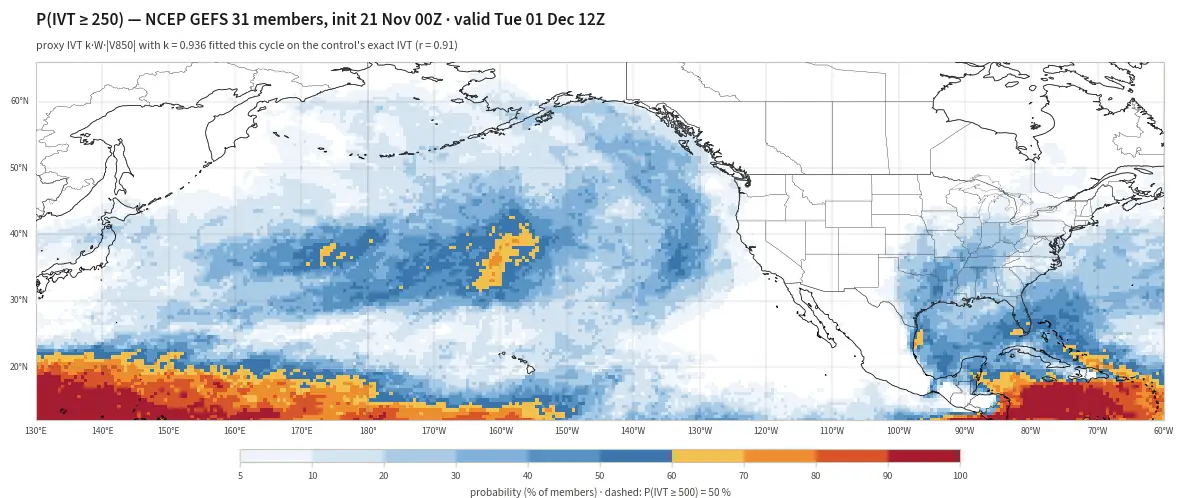 P(IVT ≥ 250) — NCEP GEFS 31 members, init 21 Nov 00Z · valid Tue 01 Dec 12Z
proxy IVT k·W·|V850| with k = 0.936 fitted this cycle on the control's exact IVT (r = 0.91)
60°N
50°N
40°N
30°N
20°N
130°E 140°E 150°E 160°E 170°E 180° 170°W 160°W 150°W 140°W 130°W 120°W 110°W 100°W 90°W 80°W 70°W 60°W
5 10 20 30 40 50 60 70 80 90 100
probability (% of members) · dashed: P(IVT ≥ 500) = 50 %